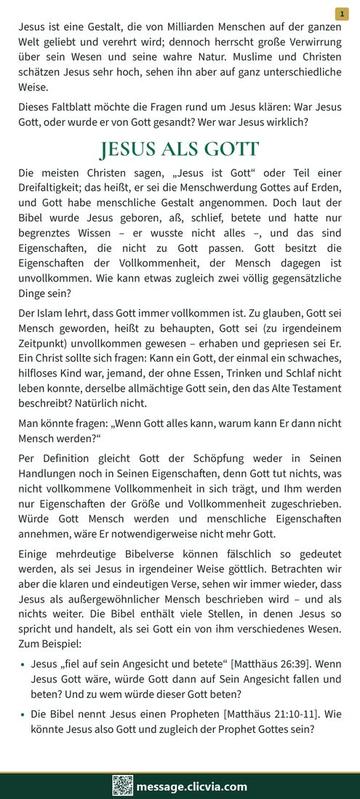 1
Jesus ist eine Gestalt, die von Milliarden Menschen auf der ganzen
Welt geliebt und verehrt wird; dennoch herrscht große Verwirrung
über sein Wesen und seine wahre Natur. Muslime und Christen
schätzen Jesus sehr hoch, sehen ihn aber auf ganz unterschiedliche
Weise.
Dieses Faltblatt möchte die Fragen rund um Jesus klären: War Jesus
Gott, oder wurde er von Gott gesandt? Wer war Jesus wirklich?
JESUS ALS GOTT
Die meisten Christen sagen, „Jesus ist Gott“ oder Teil einer
Dreifaltigkeit; das heißt, er sei die Menschwerdung Gottes auf Erden,
und Gott habe menschliche Gestalt angenommen. Doch laut der
Bibel wurde Jesus geboren, aß, schlief, betete und hatte nur
begrenztes Wissen – er wusste nicht alles –, und das sind
Eigenschaften, die nicht zu Gott passen. Gott besitzt die
Eigenschaften der Vollkommenheit, der Mensch dagegen ist
unvollkommen. Wie kann etwas zugleich zwei völlig gegensätzliche
Dinge sein?
Der Islam lehrt, dass Gott immer vollkommen ist. Zu glauben, Gott sei
Mensch geworden, heißt zu behaupten, Gott sei (zu irgendeinem
Zeitpunkt) unvollkommen gewesen – erhaben und gepriesen sei Er.
Ein Christ sollte sich fragen: Kann ein Gott, der einmal ein schwaches,
hilfloses Kind war, jemand, der ohne Essen, Trinken und Schlaf nicht
leben konnte, derselbe allmächtige Gott sein, den das Alte Testament
beschreibt? Natürlich nicht.
Man könnte fragen: „Wenn Gott alles kann, warum kann Er dann nicht
Mensch werden?“
Per Definition gleicht Gott der Schöpfung weder in Seinen
Handlungen noch in Seinen Eigenschaften, denn Gott tut nichts, was
nicht vollkommene Vollkommenheit in sich trägt, und Ihm werden
nur Eigenschaften der Größe und Vollkommenheit zugeschrieben.
Würde Gott Mensch werden und menschliche Eigenschaften
annehmen, wäre Er notwendigerweise nicht mehr Gott.
Einige mehrdeutige Bibelverse können fälschlich so gedeutet
werden, als sei Jesus in irgendeiner Weise göttlich. Betrachten wir
aber die klaren und eindeutigen Verse, sehen wir immer wieder, dass
Jesus als außergewöhnlicher Mensch beschrieben wird – und als
nichts weiter. Die Bibel enthält viele Stellen, in denen Jesus so
spricht und handelt, als sei Gott ein von ihm verschiedenes Wesen.
Zum Beispiel:
• Jesus „fiel auf sein Angesicht und betete“ [Matthäus 26:39]. Wenn
Jesus Gott wäre, würde Gott dann auf Sein Angesicht fallen und
beten? Und zu wem würde dieser Gott beten?
• Die Bibel nennt Jesus einen Propheten [Matthäus 21:10-11]. Wie
könnte Jesus also Gott und zugleich der Prophet Gottes sein?
message.clicvia.com